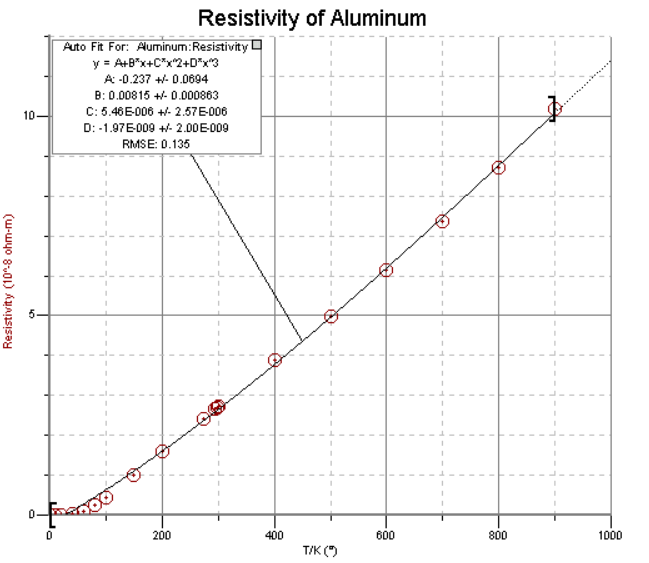 Resistivity of Aluminum
Auto Fit For: Aluminum:Resistivity
y = A+B*x+C*x^2+D*x^3
A: -0.237 +/- 0.0694
B: 0.00815 +/- 0.000863
C: 5.46E-006 +/- 2.57E-006
D: -1.97E-009 +/- 2.00E-009
RMSE: 0.135
10
5
0
Resistivity (10^-8 ohm-m)
0 200 400 600 800 1000
T/K (°)